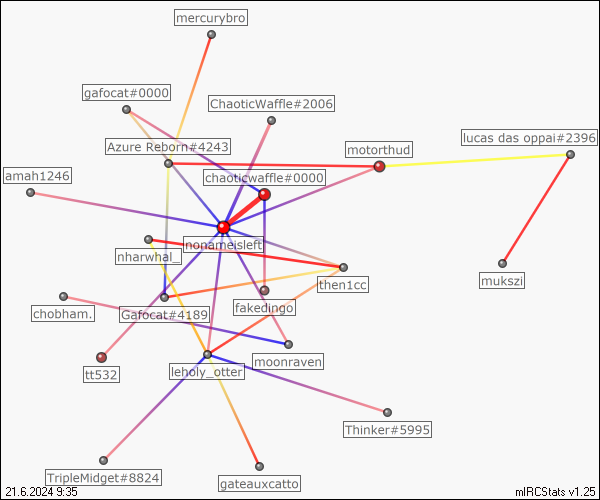 mercurybro
gafocat#0000
ChaoticWaffle#2006
Azure Reborn#4243
motorthud
lucas das oppai#2396
amah1246
chaoticwaffle#0000
nonameisleft
nharwhal_
then1cc
mukszi
chobham.
Gafocat#4189
fakedingo
tt532
leholy_otter
moonraven
Thinker#5995
TripleMidget#8824
gateauxcatto
21.6.2024 9:35
mIRCStats v1.25